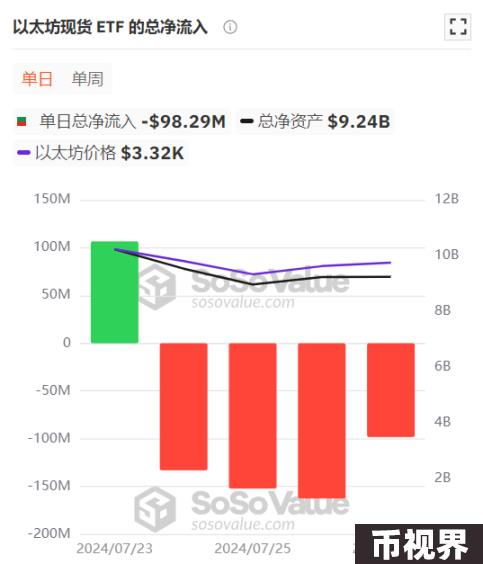 以太坊现货 ETF 的总净流入
单日 单周
单日总净流入 -$98.29M 总净资产 $9.24B
以太坊价格 $3.32K
150M 12B
100M 10B
50M
SoSoValue
sosovalue.com
8B
0
6B
-50M
4B
-100M
2B
-150M
SoSoValue
sosovalue.com
-200M
2024/07/23 2024/07/25
币视界